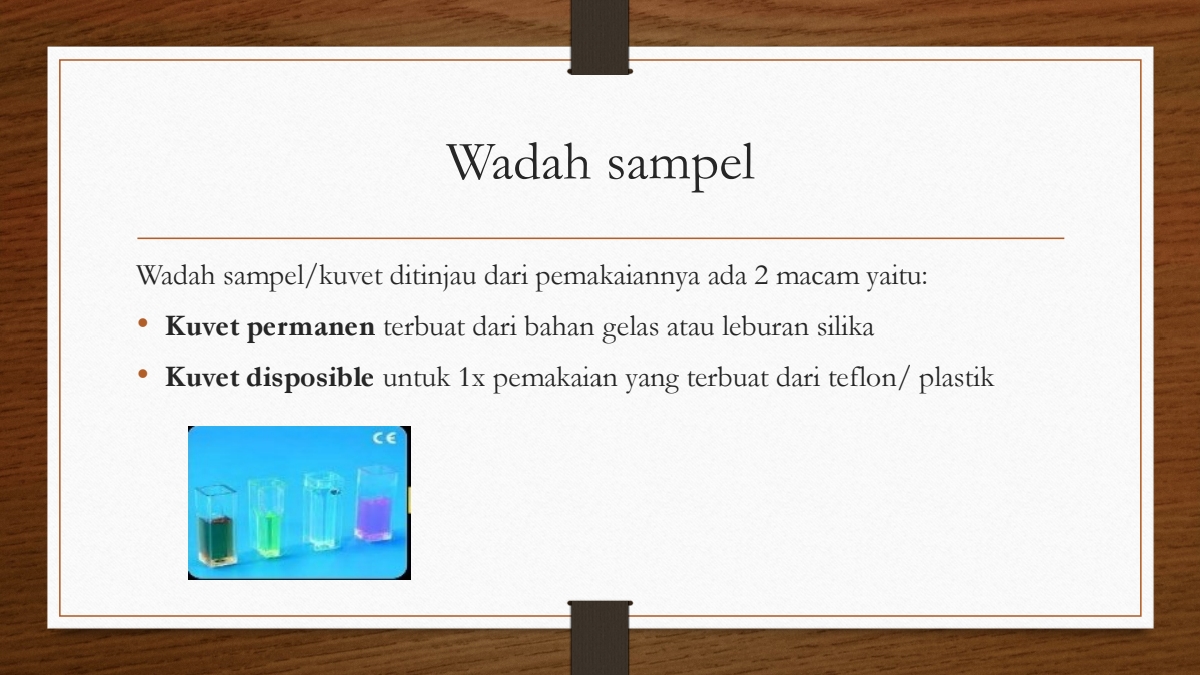 Wadah sampel
Wadah sampel/kuvet ditinjau dari pemakaiannya ada 2 macam yaitu:
• Kuvet permanen terbuat dari bahan gelas atau leburan silika
• Kuvet disposible untuk 1x pemakaian yang terbuat dari teflon/ plastik
CE